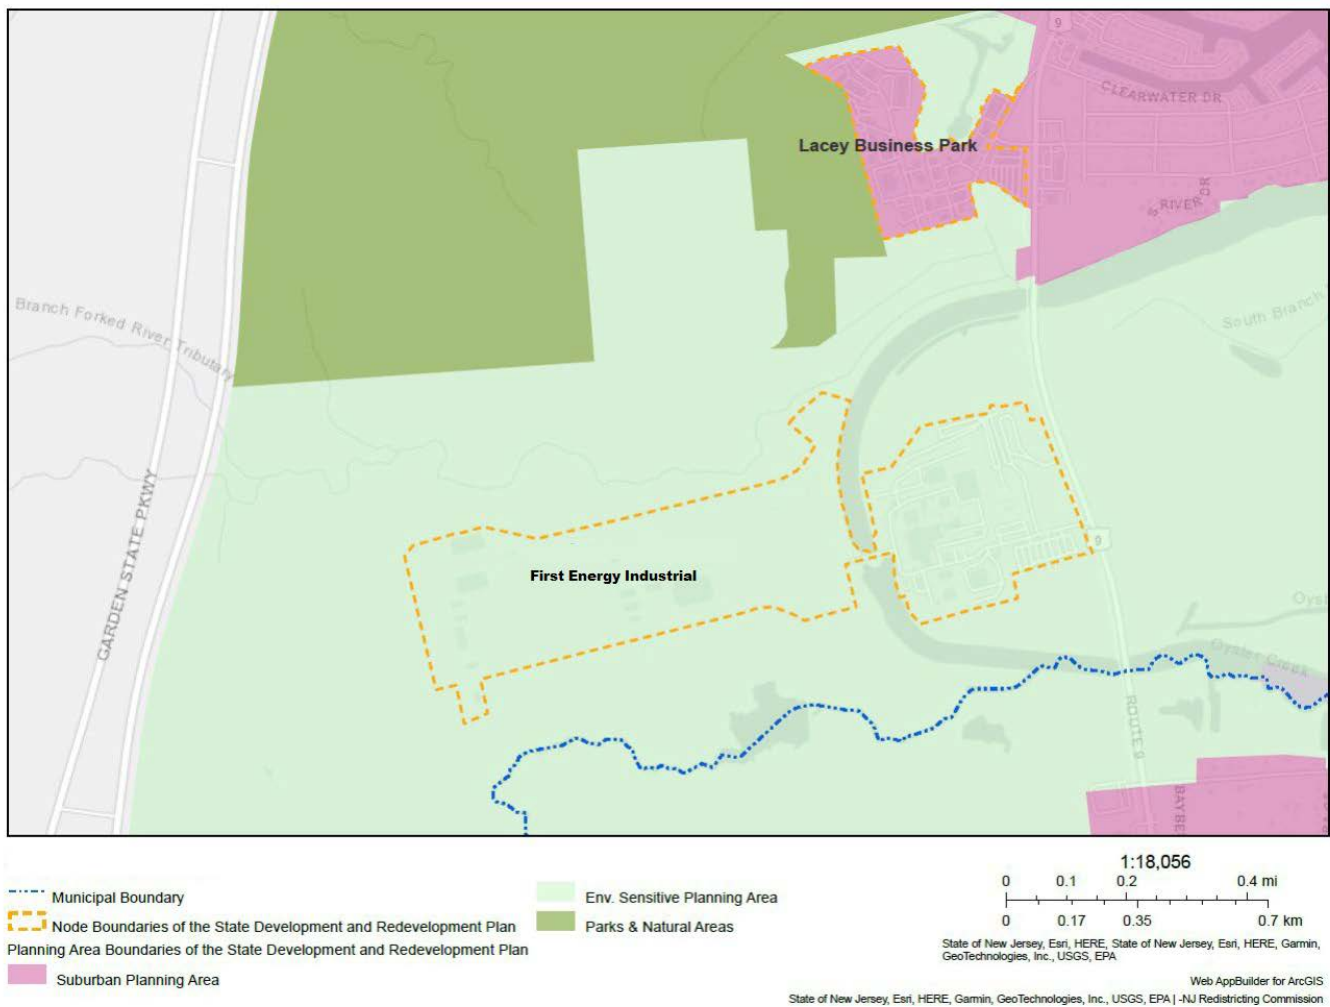 9
CLEARWATER DR
Lacey Business Park
S RIVER DR
Branch Forked River Tributary
South Branch
GARDEN STATE PKWY
9
First Energy Industrial
Oyst
Oyster Creek
ROUTE 9
BAYBE
1:18,056
0 0.1 0.2 0.4 mi
0 0.17 0.35 0.7 km
Municipal Boundary
Node Boundaries of the State Development and Redevelopment Plan
Planning Area Boundaries of the State Development and Redevelopment Plan
Suburban Planning Area
Env. Sensitive Planning Area
Parks & Natural Areas
State of New Jersey, Esri, HERE, State of New Jersey, Esri, HERE, Garmin,
GeoTechnologies, Inc., USGS, EPA
Web AppBuilder for ArcGIS
State of New Jersey, Esri, HERE, Garmin, GeoTechnologies, Inc., USGS, EPA | -NJ Redistricting Commission